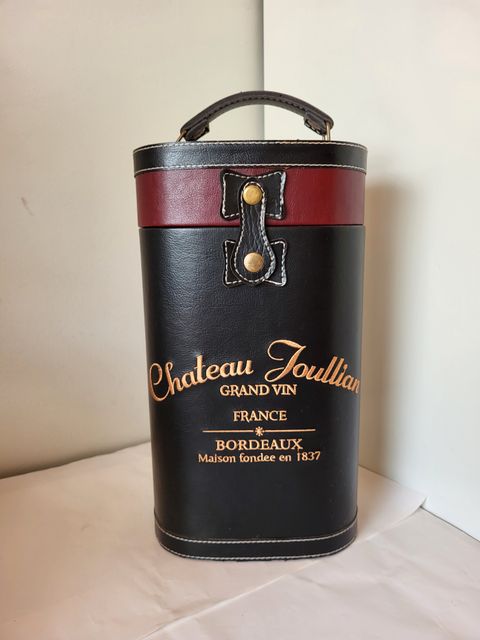 Chateau Joullian
GRAND VIN
FRANCE
BORDEAUX
Maison fondee en 1837